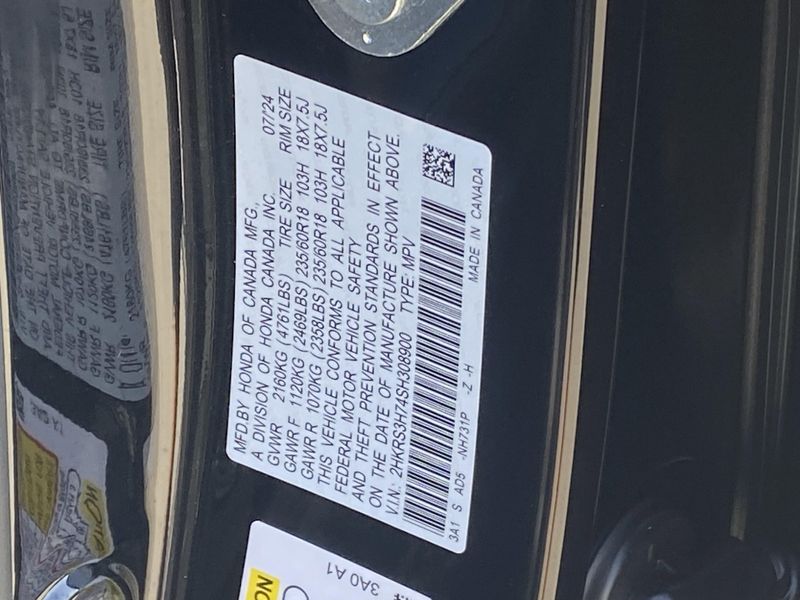 MFD.BY HONDA OF CANADA MFG.,
A DIVISION OF HONDA CANADA INC. 07/24
GVWR 2160KG (4761LBS) TIRE SIZE RIM SIZE
GAWR F 1120KG (2469LBS) 235/60R18 103H 18X7.5J
GAWR R 1070KG (2358LBS) 235/60R18 103H 18X7.5J
THIS VEHICLE CONFORMS TO ALL APPLICABLE
FEDERAL MOTOR VEHICLE SAFETY
AND THEFT PREVENTION STANDARDS IN EFFECT
ON THE DATE OF MANUFACTURE SHOWN ABOVE.
V.I.N.: 2HKRS3H74SH308900 TYPE: MPV
3A1 S AD5 -NH731P -Z -H MADE IN CANADA
3A0 A1